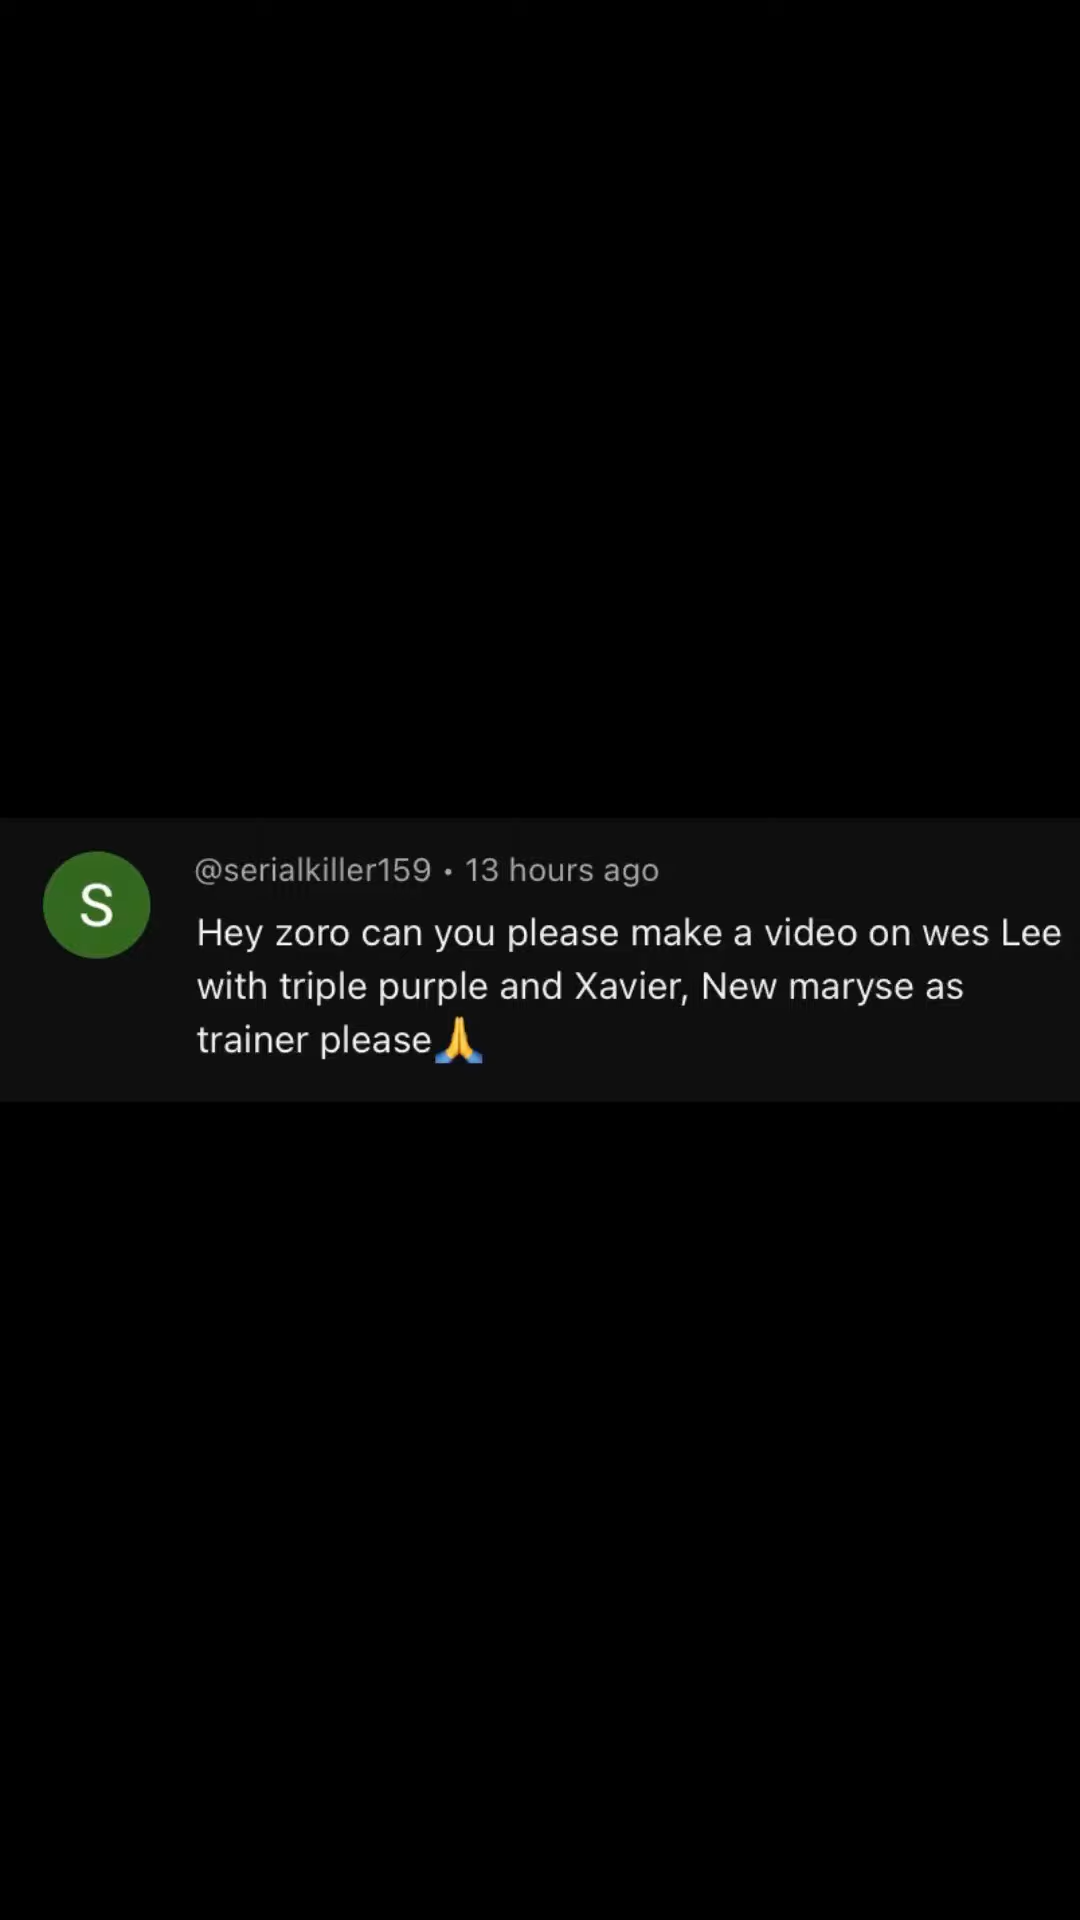 S
@serialkiller159 • 13 hours ago
Hey zoro can you please make a video on wes Lee
with triple purple and Xavier, New maryse as
trainer please🙏